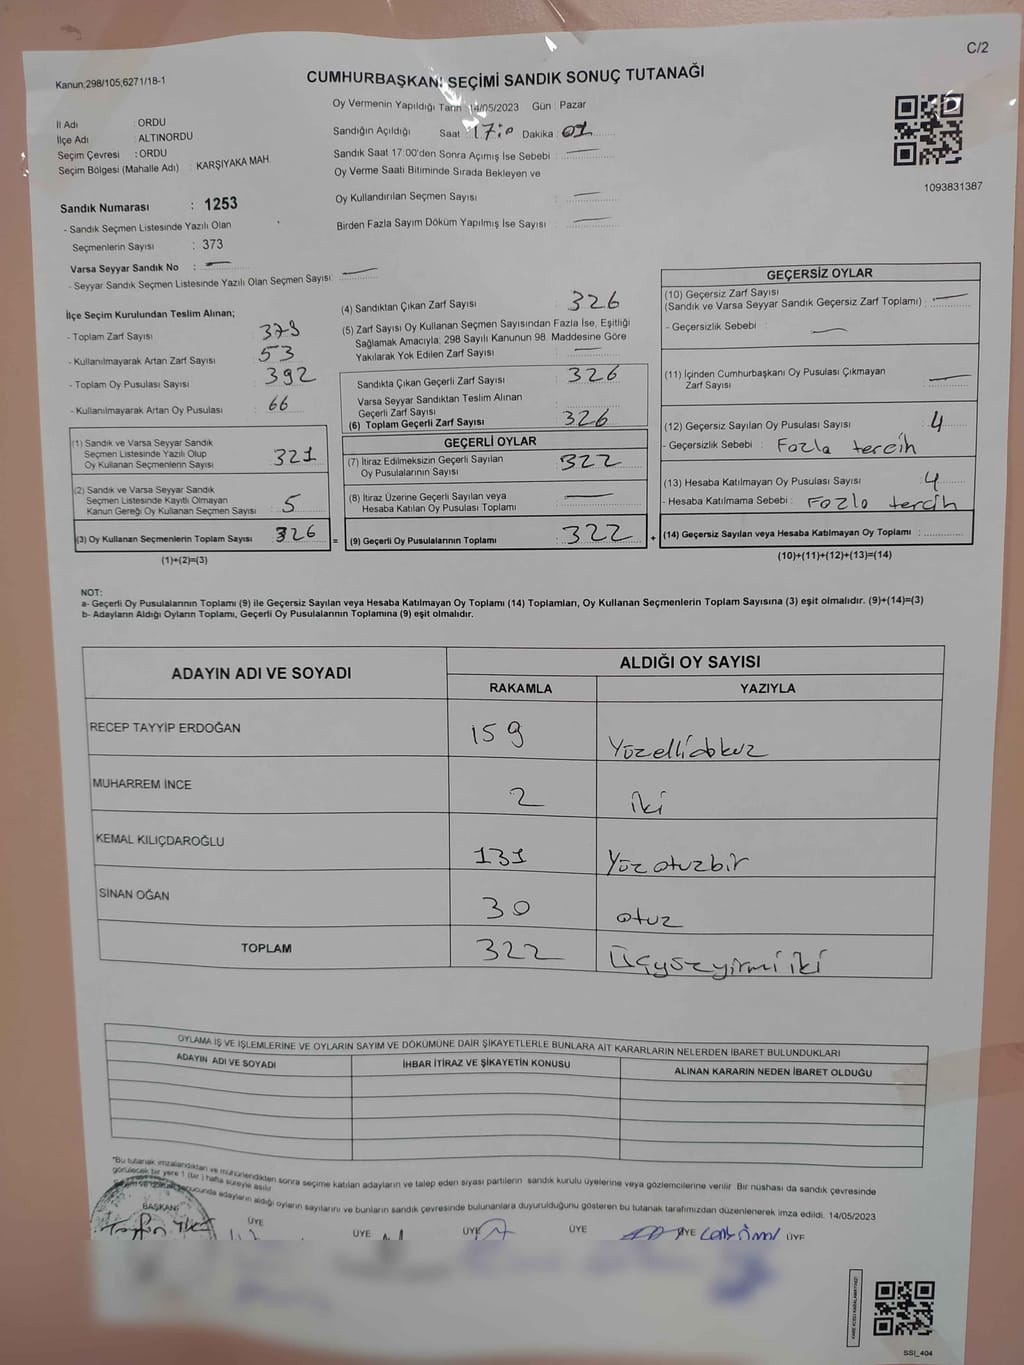 C/2
Kanun;298/105;6271/18-1
CUMHURBAŞKANI SEÇİMİ SANDIK SONUÇ TUTANAĞI
Oy Vermenin Yapıldığı Tarih : 14/05/2023 Gün : Pazar
İl Adı : ORDU
İlçe Adı : ALTINORDU
Seçim Çevresi : ORDU
Seçim Bölgesi (Mahalle Adı) : KARŞIYAKA MAH.
Sandığın Açıldığı Saat : 17:0 Dakika : 01
Sandık Saat 17:00'den Sonra Açımış İse Sebebi : —
Oy Verme Saati Bitiminde Sırada Bekleyen ve
Oy Kullandırılan Seçmen Sayısı : —
Birden Fazla Sayım Döküm Yapılmış İse Sayısı : —
1093831387
Sandık Numarası : 1253
- Sandık Seçmen Listesinde Yazılı Olan
Seçmenlerin Sayısı : 373
Varsa Seyyar Sandık No : —
- Seyyar Sandık Seçmen Listesinde Yazılı Olan Seçmen Sayısı: —
İlçe Seçim Kurulundan Teslim Alınan;
- Toplam Zarf Sayısı : 379
- Kullanılmayarak Artan Zarf Sayısı : 53
- Toplam Oy Pusulası Sayısı : 392
- Kullanılmayarak Artan Oy Pusulası : 66
(1) Sandık ve Varsa Seyyar Sandık
Seçmen Listesinde Yazılı Olup
Oy Kullanan Seçmenlerin Sayısı : 321
(2) Sandık ve Varsa Seyyar Sandık
Seçmen Listesinde Kayıtlı Olmayan
Kanun Gereği Oy Kullanan Seçmen Sayısı : 5
(3) Oy Kullanan Seçmenlerin Toplam Sayısı : 326
(1)+(2)=(3)
(4) Sandıktan Çıkan Zarf Sayısı : 326
(5) Zarf Sayısı Oy Kullanan Seçmen Sayısından Fazla İse, Eşitliği
Sağlamak Amacıyla; 298 Sayılı Kanunun 98. Maddesine Göre
Yakılarak Yok Edilen Zarf Sayısı : —
Sandıkta Çıkan Geçerli Zarf Sayısı : 326
Varsa Seyyar Sandıktan Teslim Alınan
Geçerli Zarf Sayısı
(6) Toplam Geçerli Zarf Sayısı : 326
GEÇERLİ OYLAR
(7) İtiraz Edilmeksizin Geçerli Sayılan : 322
Oy Pusulalarının Sayısı
(8) İtiraz Üzerine Geçerli Sayılan veya : —
Hesaba Katılan Oy Pusulası Toplamı
= (9) Geçerli Oy Pusulalarının Toplamı : 322
GEÇERSİZ OYLAR
(10) Geçersiz Zarf Sayısı
(Sandık ve Varsa Seyyar Sandık Geçersiz Zarf Toplamı) : —
- Geçersizlik Sebebi : —
(11) İçinden Cumhurbaşkanı Oy Pusulası Çıkmayan
Zarf Sayısı : —
(12) Geçersiz Sayılan Oy Pusulası Sayısı : 4
- Geçersizlik Sebebi : Fazla tercih
(13) Hesaba Katılmayan Oy Pusulası Sayısı : 4
- Hesaba Katılmama Sebebi : Fazla tercih
+ (14) Geçersiz Sayılan veya Hesaba Katılmayan Oy Toplamı :
(10)+(11)+(12)+(13)=(14)
NOT:
a- Geçerli Oy Pusulalarının Toplamı (9) ile Geçersiz Sayılan veya Hesaba Katılmayan Oy Toplamı (14) Toplamları, Oy Kullanan Seçmenlerin Toplam Sayısına (3) eşit olmalıdır. (9)+(14)=(3)
b- Adayların Aldığı Oyların Toplamı, Geçerli Oy Pusulalarının Toplamına (9) eşit olmalıdır.
ADAYIN ADI VE SOYADI ALDIĞI OY SAYISI
RAKAMLA YAZIYLA
RECEP TAYYİP ERDOĞAN 159 Yüzellidokuz
MUHARREM İNCE 2 iki
KEMAL KILIÇDAROĞLU 131 Yüz otuzbir
SİNAN OĞAN 30 otuz
TOPLAM 322 Üçyüzyirmi iki
OYLAMA İŞ VE İŞLEMLERİNE VE OYLARIN SAYIM VE DÖKÜMÜNE DAİR ŞİKAYETLERLE BUNLARA AİT KARARLARIN NELERDEN İBARET BULUNDUKLARI
ADAYIN ADI VE SOYADI İHBAR İTİRAZ VE ŞİKAYETİN KONUSU ALINAN KARARIN NEDEN İBARET OLDUĞU
*Bu tutanak imzalandıktan ve mühürlendikten sonra seçime katılan adayların ve talep eden siyasi partilerin sandık kurulu üyelerine veya gözlemcilerine verilir. Bir nüshası da sandık çevresinde
görülecek bir yere 1 (bir) hafta süreyle asılır.
sonucunda adayların aldığı oyların sayılarını ve bunların sandık çevresinde bulunanlara duyurulduğunu gösteren bu tutanak tarafımızdan düzenlenerek imza edildi. 14/05/2023
BAŞKAN ÜYE ÜYE ÜYE ÜYE ÜYE ÜYE
SSI_404